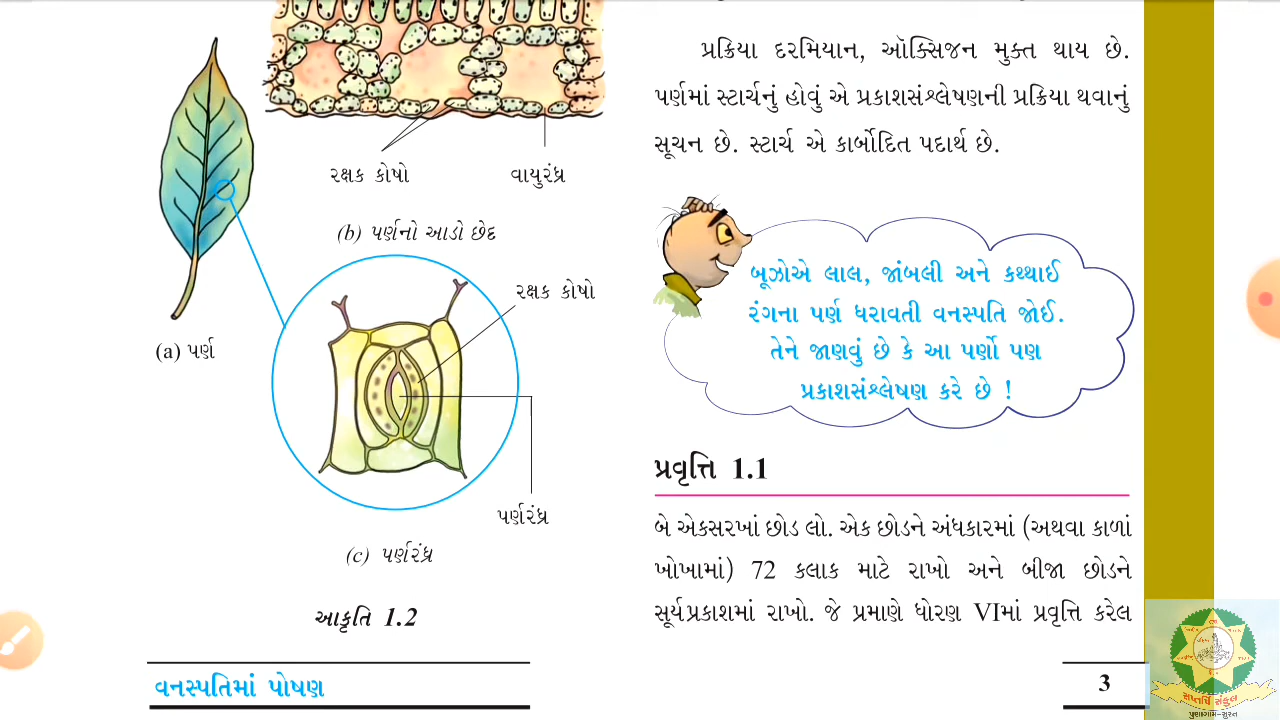 રક્ષક કોષો
વાયુરંધ્ર
(b) પર્ણનો આડો છેદ
(a) પર્ણ
રક્ષક કોષો
પર્ણરંધ્ર
(c) પર્ણરંધ્ર
આકૃતિ 1.2
વનસ્પતિમાં પોષણ
પ્રક્રિયા દરમિયાન, ઑક્સિજન મુક્ત થાય છે.
પર્ણમાં સ્ટાર્ચનું હોવું એ પ્રકાશસંશ્લેષણની પ્રક્રિયા થવાનું
સૂચન છે. સ્ટાર્ચ એ કાર્બોદિત પદાર્થ છે.
બૂઝોએ લાલ, જાંબલી અને કથ્થાઈ
રંગના પર્ણ ધરાવતી વનસ્પતિ જોઈ.
તેને જાણવું છે કે આ પર્ણો પણ
પ્રકાશસંશ્લેષણ કરે છે !
પ્રવૃત્તિ 1.1
બે એકસરખાં છોડ લો. એક છોડને અંધકારમાં (અથવા કાળાં
ખોખામાં) 72 કલાક માટે રાખો અને બીજા છોડને
સૂર્યપ્રકાશમાં રાખો. જે પ્રમાણે ધોરણ VIમાં પ્રવૃત્તિ કરેલ
3
સપ્તર્ષિ સંકુલ
પુણાગામ-સુરત